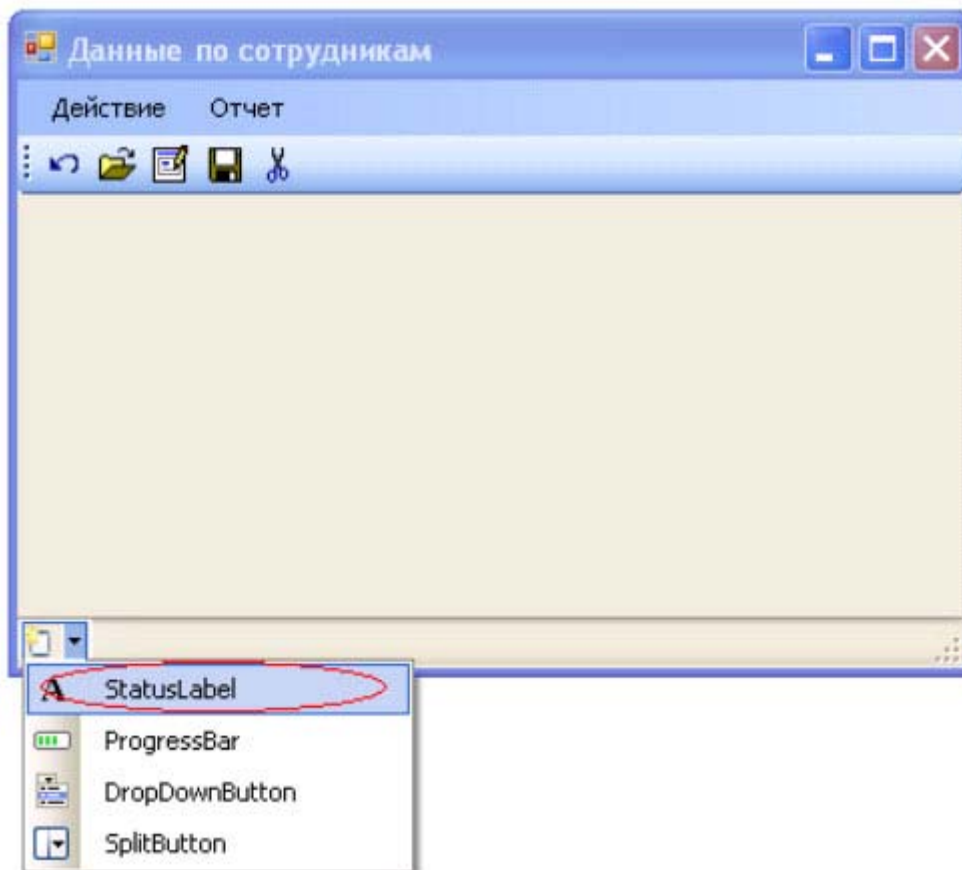 Данные по сотрудникам
Действие Отчет
StatusLabel
ProgressBar
DropDownButton
SplitButton